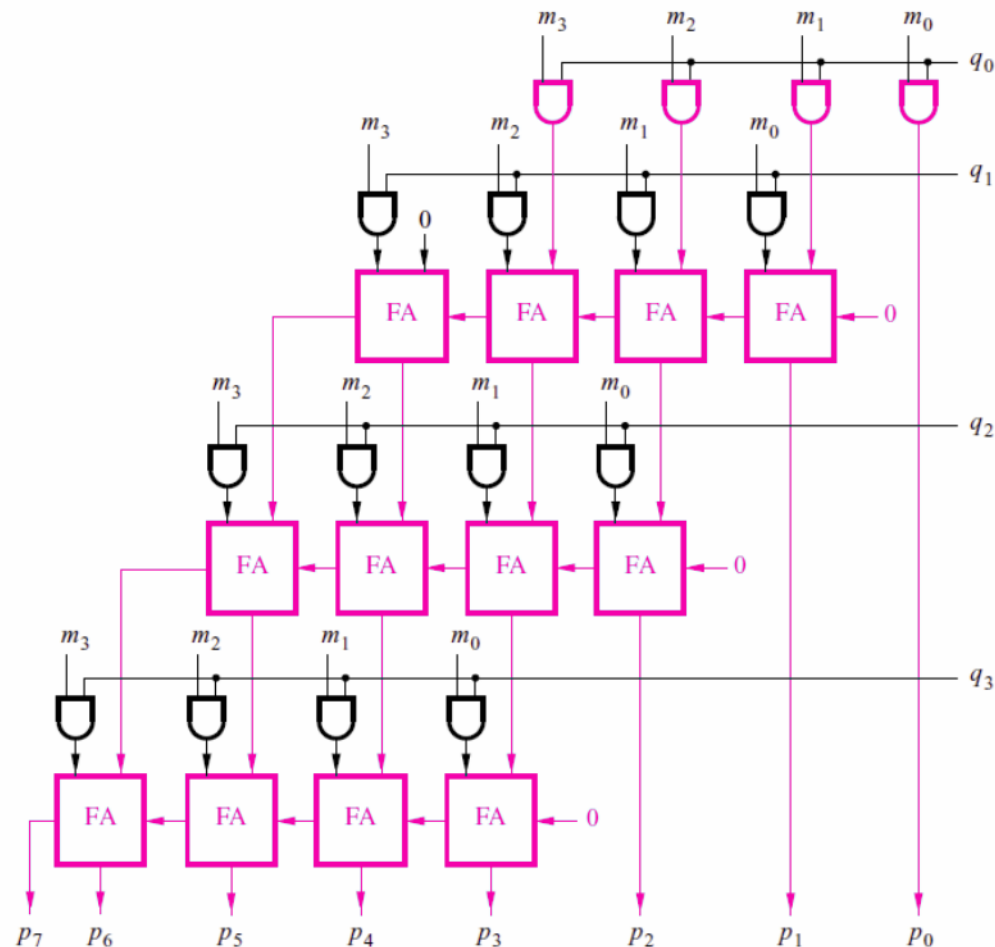 m₃ m₂ m₁ m₀
q₀
m₃ m₂ m₁ m₀
q₁
0
FA FA FA FA 0
m₃ m₂ m₁ m₀
q₂
FA FA FA FA 0
m₃ m₂ m₁ m₀
q₃
FA FA FA FA 0
p₇ p₆ p₅ p₄ p₃ p₂ p₁ p₀